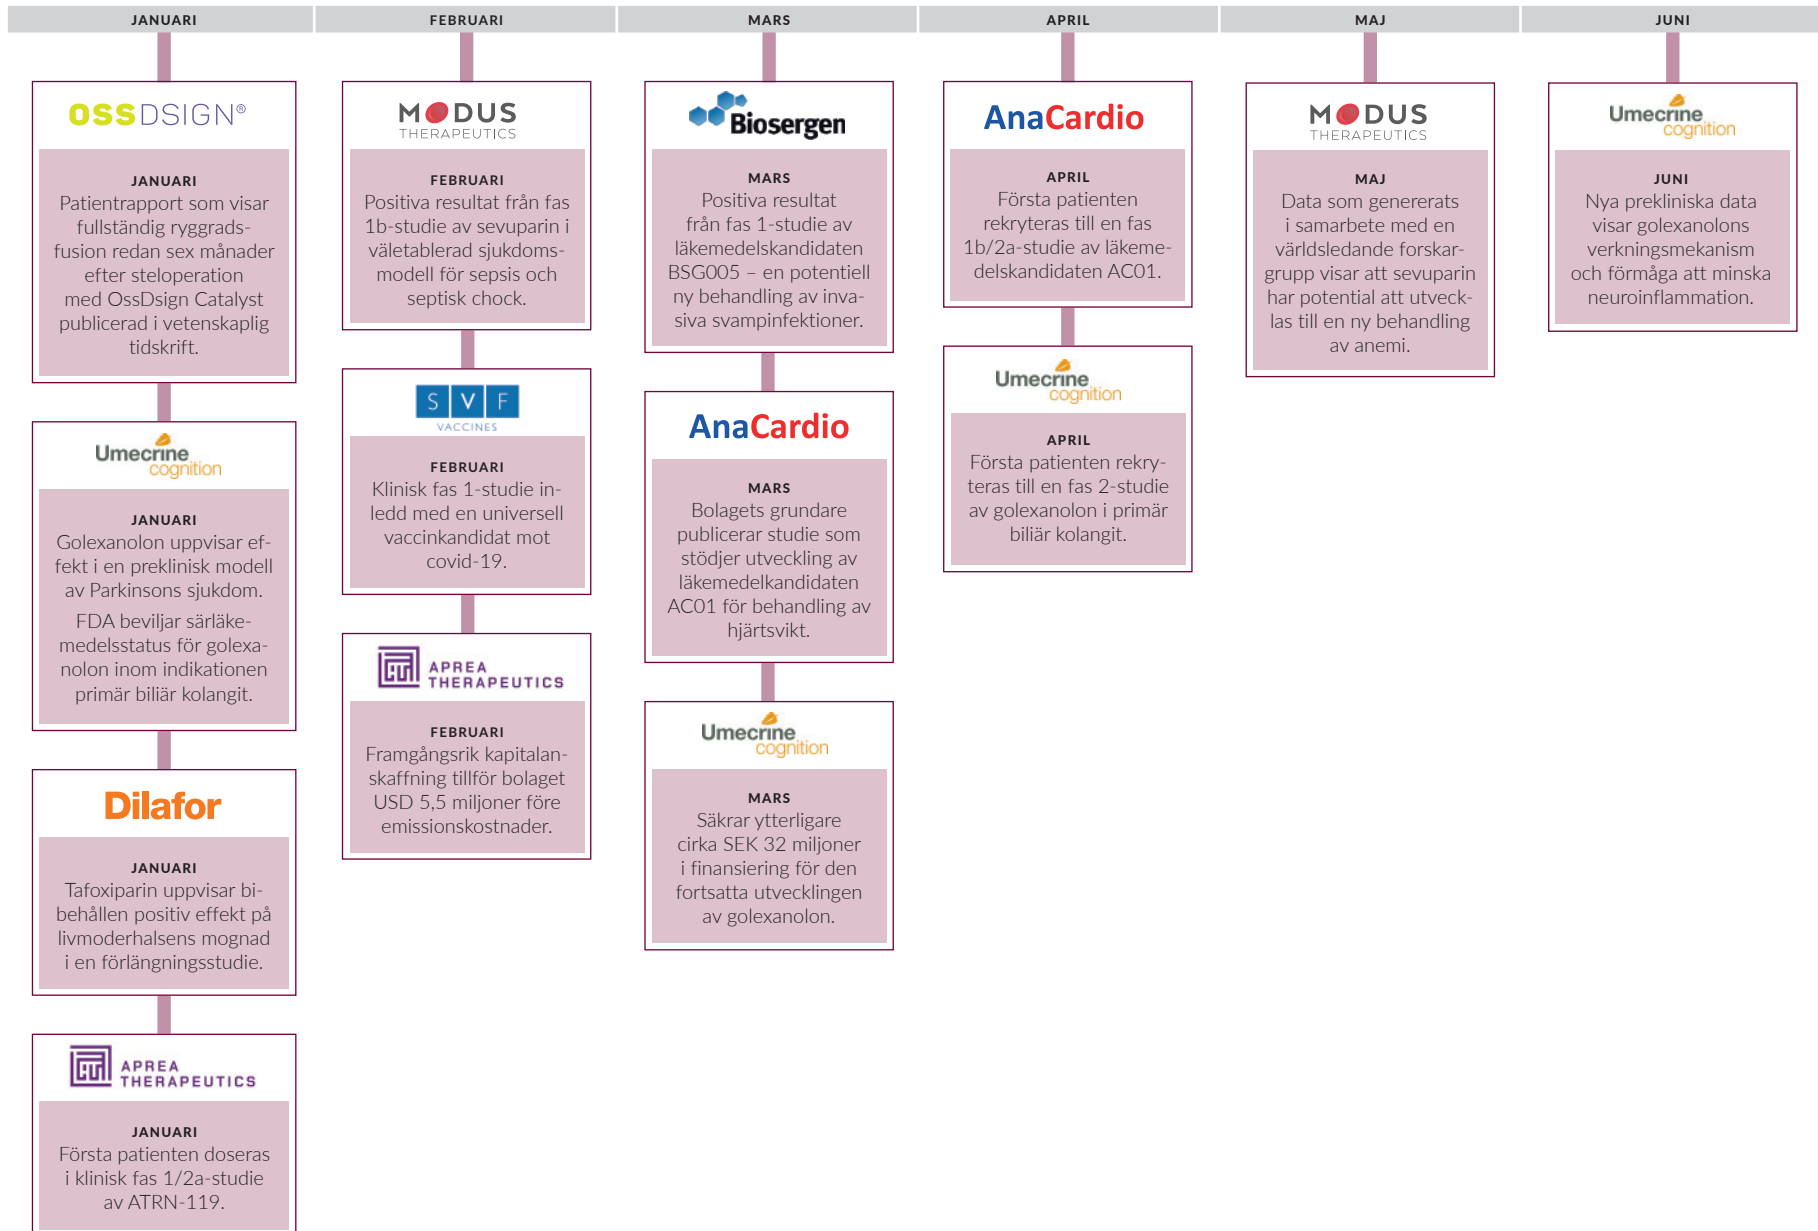 JANUARI
FEBRUARI
MARS
APRIL
MAJ
JUNI
OSSDSIGN®
JANUARI
Patientrapport som visar
fullständig ryggrads-
fusion redan sex månader
efter steloperation
med OssDsign Catalyst
publicerad i vetenskaplig
tidskrift.
Umecrine
cognition
JANUARI
Golexanolon uppvisar ef-
fekt i en preklinisk modell
av Parkinsons sjukdom.
FDA beviljar särläke-
medelsstatus för golexa-
nolon inom indikationen
primär biliär kolangit.
Dilafor
JANUARI
Tafoxiparin uppvisar bi-
behållen positiv effekt på
livmoderhalsens mognad
i en förlängningsstudie.
APREA
THERAPEUTICS
JANUARI
Första patienten doseras
i klinisk fas 1/2a-studie
av ATRN-119.
MODUS
THERAPEUTICS
FEBRUARI
Positiva resultat från fas
1b-studie av sevuparin i
väletablerad sjukdoms-
modell för sepsis och
septisk chock.
SVF
VACCINES
FEBRUARI
Klinisk fas 1-studie in-
ledd med en universell
vaccinkandidat mot
covid-19.
APREA
THERAPEUTICS
FEBRUARI
Framgångsrik kapitalan-
skaffning tillför bolaget
USD 5,5 miljoner före
emissionskostnader.
Biosergen
MARS
Positiva resultat
från fas 1-studie av
läkemedelskandidaten
BSG005 – en potentiell
ny behandling av inva-
siva svampinfektioner.
AnaCardio
MARS
Bolagets grundare
publicerar studie som
stödjer utveckling av
läkemedelkandidaten
AC01 för behandling av
hjärtsvikt.
Umecrine
cognition
MARS
Säkrar ytterligare
cirka SEK 32 miljoner
i finansiering för den
fortsatta utvecklingen
av golexanolon.
AnaCardio
APRIL
Första patienten
rekryteras till en fas
1b/2a-studie av läkeme-
delskandidaten AC01.
Umecrine
cognition
APRIL
Första patienten rekry-
teras till en fas 2-studie
av golexanolon i primär
biliär kolangit.
MODUS
THERAPEUTICS
MAJ
Data som genererats
i samarbete med en
världsledande forskar-
grupp visar att sevuparin
har potential att utveck-
las till en ny behandling
av anemi.
Umecrine
cognition
JUNI
Nya prekliniska data
visar golexanolons
verkningsmekanism
och förmåga att minska
neuroinflammation.